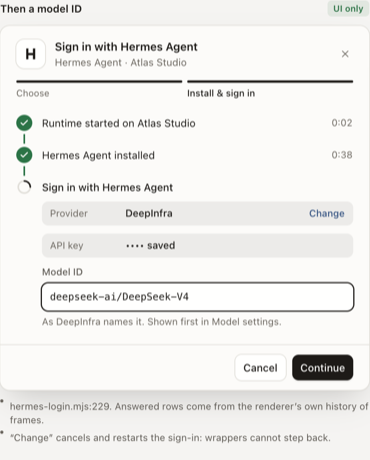 Then a model ID
UI only
H
Sign in with Hermes Agent
Hermes Agent · Atlas Studio
×
Choose
Install & sign in
Runtime started on Atlas Studio 0:02
Hermes Agent installed 0:38
Sign in with Hermes Agent
Provider DeepInfra Change
API key •••• saved
Model ID
deepseek-ai/DeepSeek-V4
As DeepInfra names it. Shown first in Model settings.
Cancel Continue
• hermes-login.mjs:229. Answered rows come from the renderer's own history of
frames.
• "Change" cancels and restarts the sign-in: wrappers cannot step back.